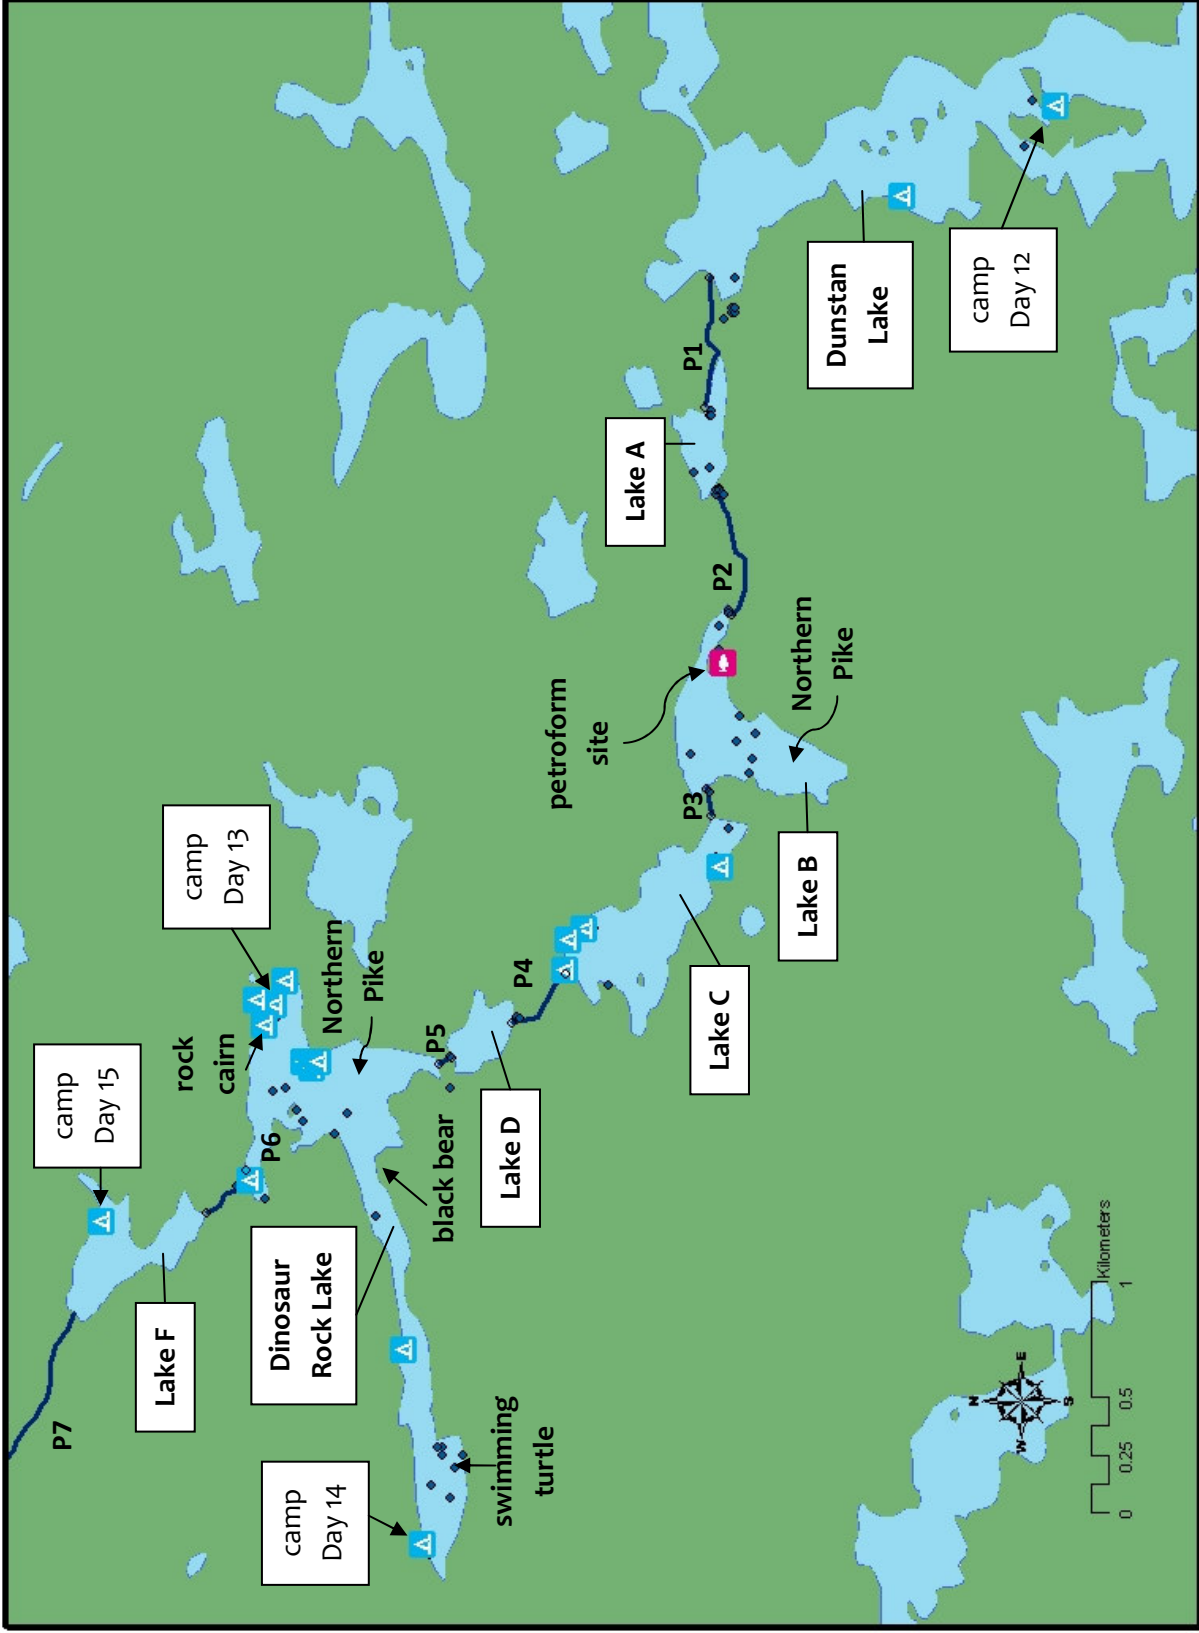 P7
camp
Day 15
Lake F
rock
cairn
camp
Day 13
P6
Dinosaur
Rock Lake
camp
Day 14
Northern
Pike
P5
black bear
swimming
turtle
Lake D
P4
petroform
site
Lake A
P3
P1
Lake C
P2
Northern
Pike
Lake B
Dunstan
Lake
camp
Day 12
N
W E
S
Kilometers
0 0.25 0.5 1